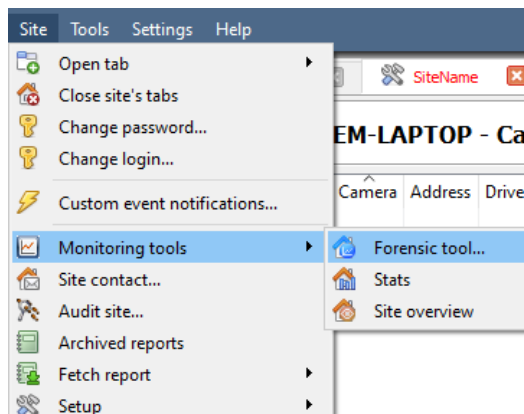 Site Tools Settings Help
Open tab
Close site's tabs
Change password...
Change login...
Custom event notifications...
Monitoring tools
Site contact...
Audit site...
Archived reports
Fetch report
Setup
SiteName
EM-LAPTOP - Ca
Camera Address Drive
Forensic tool...
Stats
Site overview